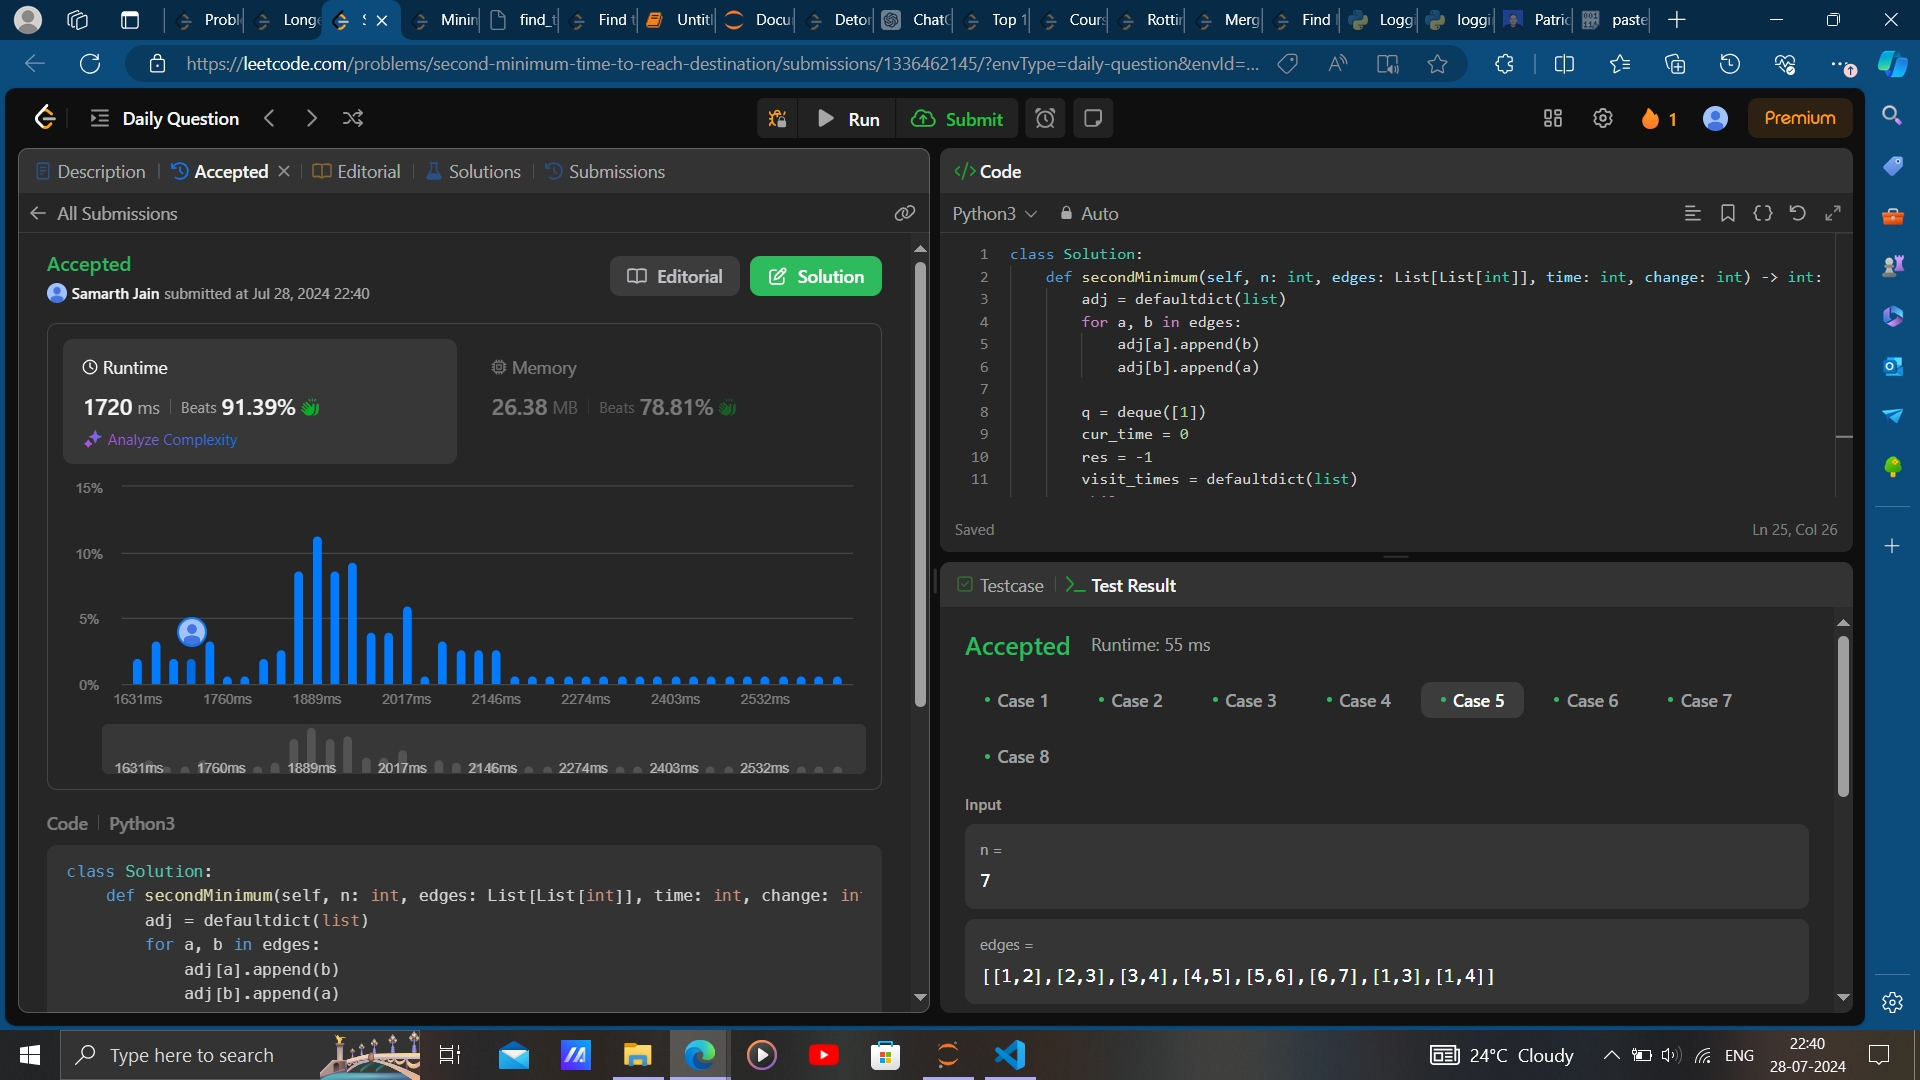 Probl
Longe
S
Minin
find_t
Find t
Untitl
Docu
Deton
ChatG
Top 1
Cours
Rottin
Merg
Find I
Loggi
loggin
Patric
paste
https://leetcode.com/problems/second-minimum-time-to-reach-destination/submissions/1336462145/?envType=daily-question&envId=...
Daily Question
Run
Submit
1
Premium
Description
Accepted
Editorial
Solutions
Submissions
All Submissions
Accepted
Samarth Jain submitted at Jul 28, 2024 22:40
Editorial
Solution
Runtime
1720 ms
Beats 91.39%
Analyze Complexity
Memory
26.38 MB
Beats 78.81%
15%
10%
5%
0%
1631ms 1760ms 1889ms 2017ms 2146ms 2274ms 2403ms 2532ms
1631ms 1760ms 1889ms 2017ms 2146ms 2274ms 2403ms 2532ms
Code
Python3
class Solution:
def secondMinimum(self, n: int, edges: List[List[int]], time: int, change: in
adj = defaultdict(list)
for a, b in edges:
adj[a].append(b)
adj[b].append(a)
</> Code
Python3
Auto
1 class Solution:
2 def secondMinimum(self, n: int, edges: List[List[int]], time: int, change: int) -> int:
3 adj = defaultdict(list)
4 for a, b in edges:
5 adj[a].append(b)
6 adj[b].append(a)
7
8 q = deque([1])
9 cur_time = 0
10 res = -1
11 visit_times = defaultdict(list)
Saved
Ln 25, Col 26
Testcase
Test Result
Accepted
Runtime: 55 ms
Case 1
Case 2
Case 3
Case 4
Case 5
Case 6
Case 7
Case 8
Input
n =
7
edges =
[[1,2],[2,3],[3,4],[4,5],[5,6],[6,7],[1,3],[1,4]]
Type here to search
24°C Cloudy
ENG
22:40
28-07-2024